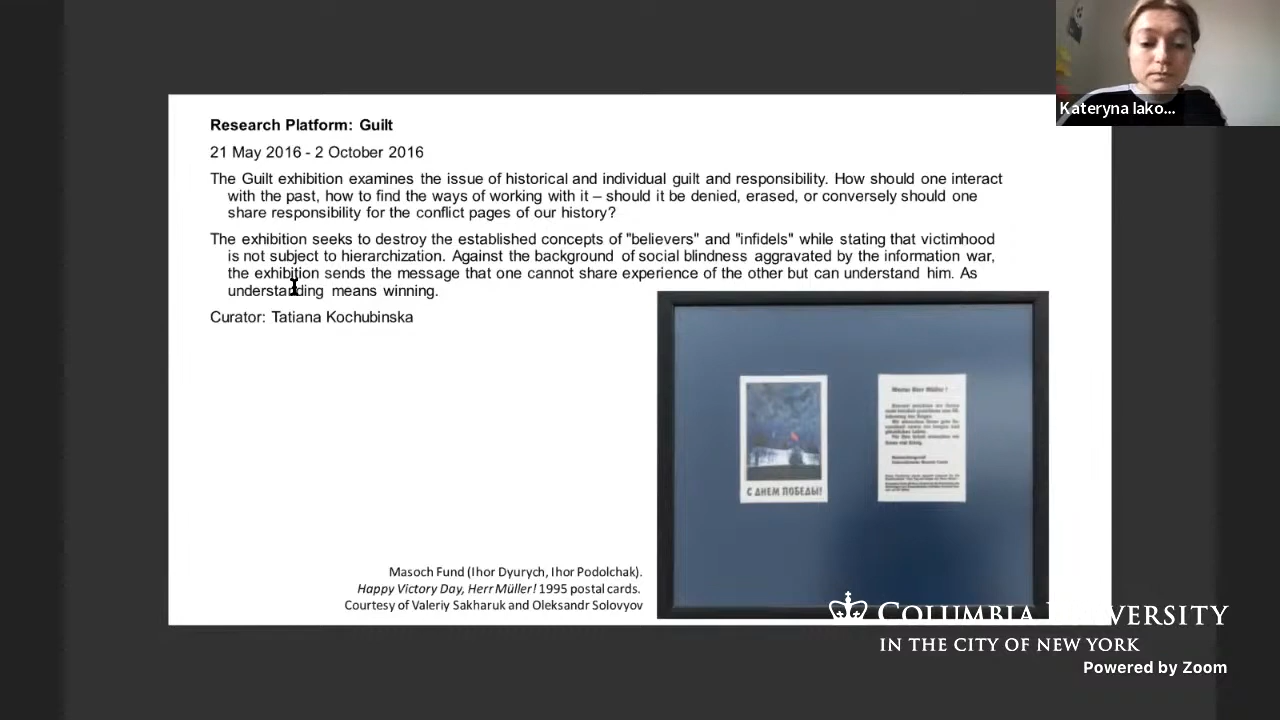 Kateryna Iako...
Research Platform: Guilt
21 May 2016 - 2 October 2016
The Guilt exhibition examines the issue of historical and individual guilt and responsibility. How should one interact
with the past, how to find the ways of working with it – should it be denied, erased, or conversely should one
share responsibility for the conflict pages of our history?
The exhibition seeks to destroy the established concepts of "believers" and "infidels" while stating that victimhood
is not subject to hierarchization. Against the background of social blindness aggravated by the information war,
the exhibition sends the message that one cannot share experience of the other but can understand him. As
understanding means winning.
Curator: Tatiana Kochubinska
С ДНЕМ ПОБЕДЫ!
Herr Müller !
Masoch Fund (Ihor Dyurych, Ihor Podolchak).
Happy Victory Day, Herr Müller! 1995 postal cards.
Courtesy of Valeriy Sakharuk and Oleksandr Solovyov
COLUMBIA UNIVERSITY
IN THE CITY OF NEW YORK
Powered by Zoom